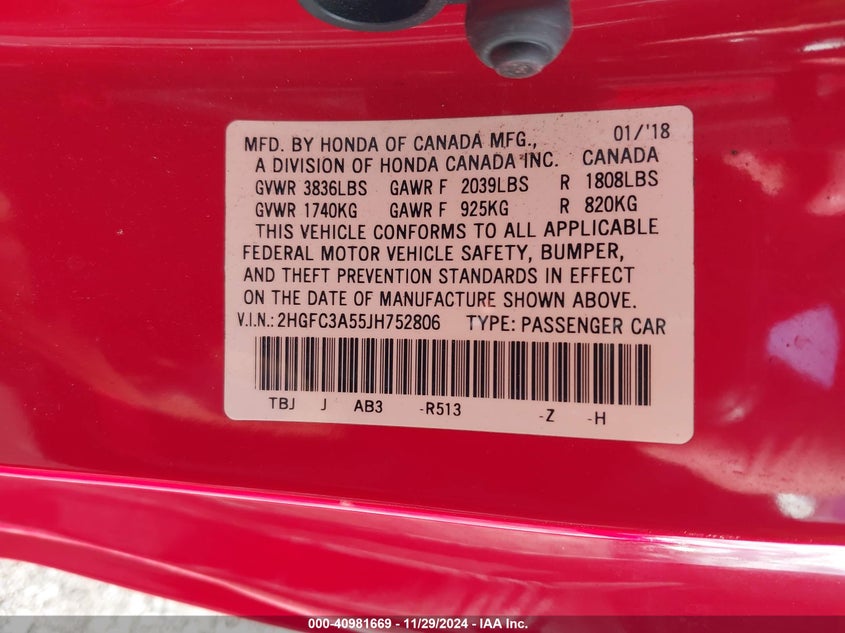 MFD. BY HONDA OF CANADA MFG., 01/'18
A DIVISION OF HONDA CANADA INC. CANADA
GVWR 3836LBS GAWR F 2039LBS R 1808LBS
GVWR 1740KG GAWR F 925KG R 820KG
THIS VEHICLE CONFORMS TO ALL APPLICABLE
FEDERAL MOTOR VEHICLE SAFETY, BUMPER,
AND THEFT PREVENTION STANDARDS IN EFFECT
ON THE DATE OF MANUFACTURE SHOWN ABOVE.
V.I.N.: 2HGFC3A55JH752806 TYPE: PASSENGER CAR
TBJ J AB3 -R513 -Z -H
000-40981669 - 11/29/2024 - IAA Inc.